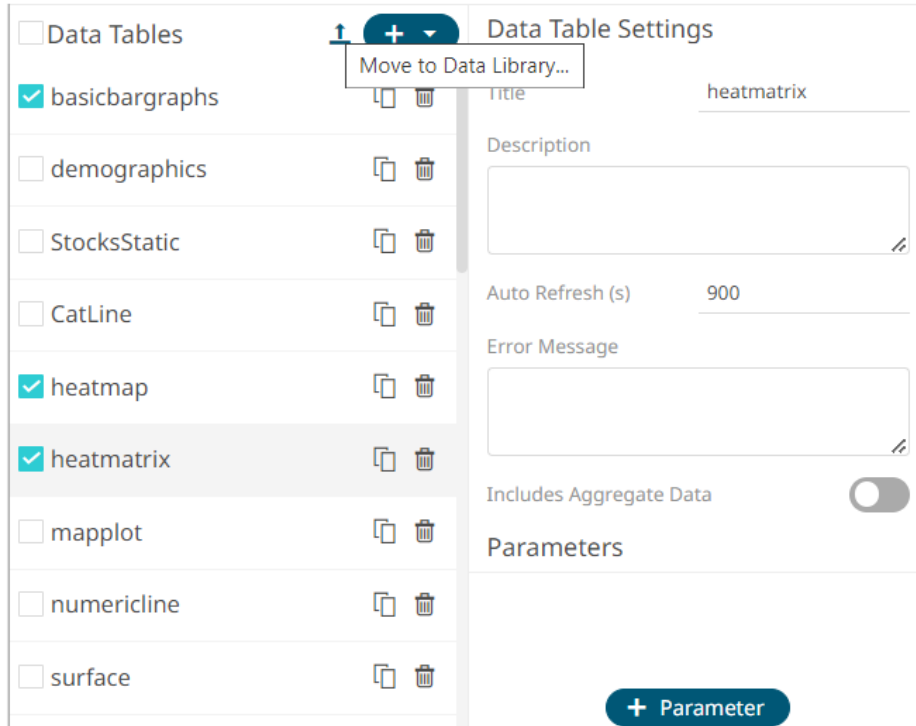 Data Tables
Move to Data Library...
basicbargraphs
demographics
StocksStatic
CatLine
heatmap
heatmatrix
mapplot
numericline
surface
Data Table Settings
Title heatmatrix
Description
Auto Refresh (s) 900
Error Message
Includes Aggregate Data
Parameters
+ Parameter